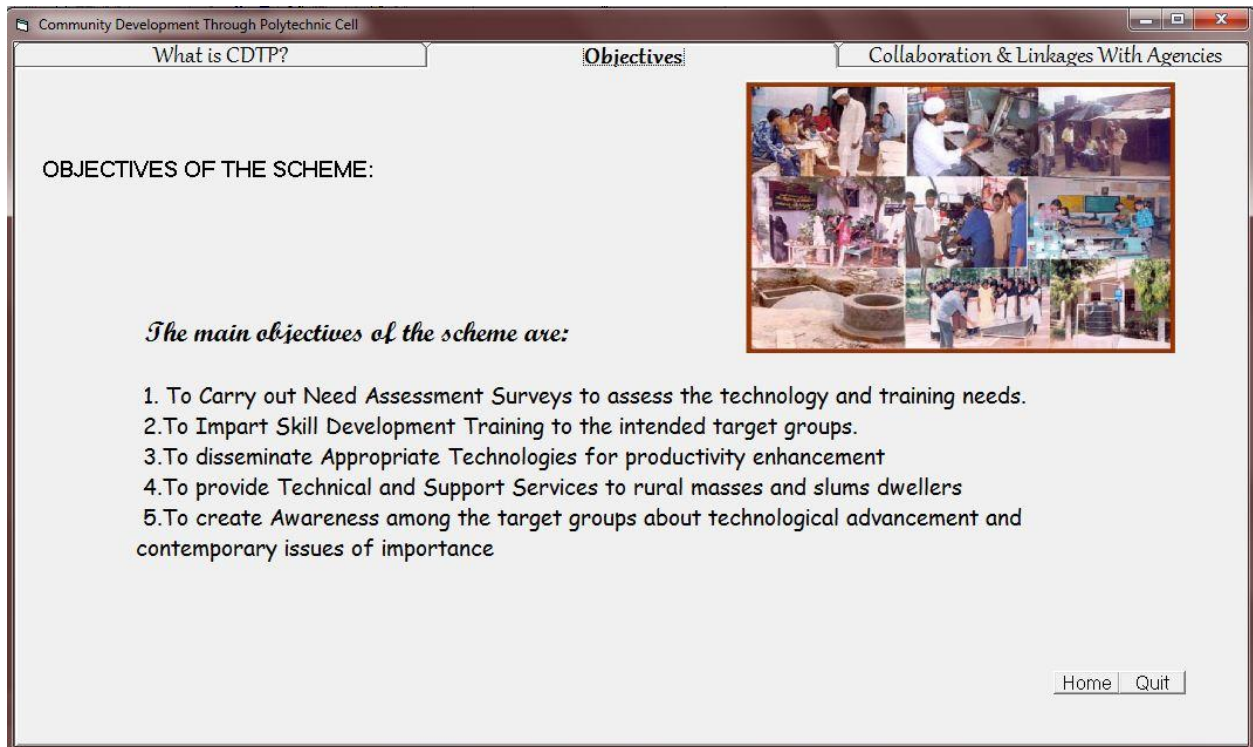 Community Development Through Polytechnic Cell
What is CDTP?
Objectives
Collaboration & Linkages With Agencies
OBJECTIVES OF THE SCHEME:
The main objectives of the scheme are:
1. To Carry out Need Assessment Surveys to assess the technology and training needs.
2.To Impart Skill Development Training to the intended target groups.
3.To disseminate Appropriate Technologies for productivity enhancement
4.To provide Technical and Support Services to rural masses and slums dwellers
5.To create Awareness among the target groups about technological advancement and
contemporary issues of importance
Home
Quit